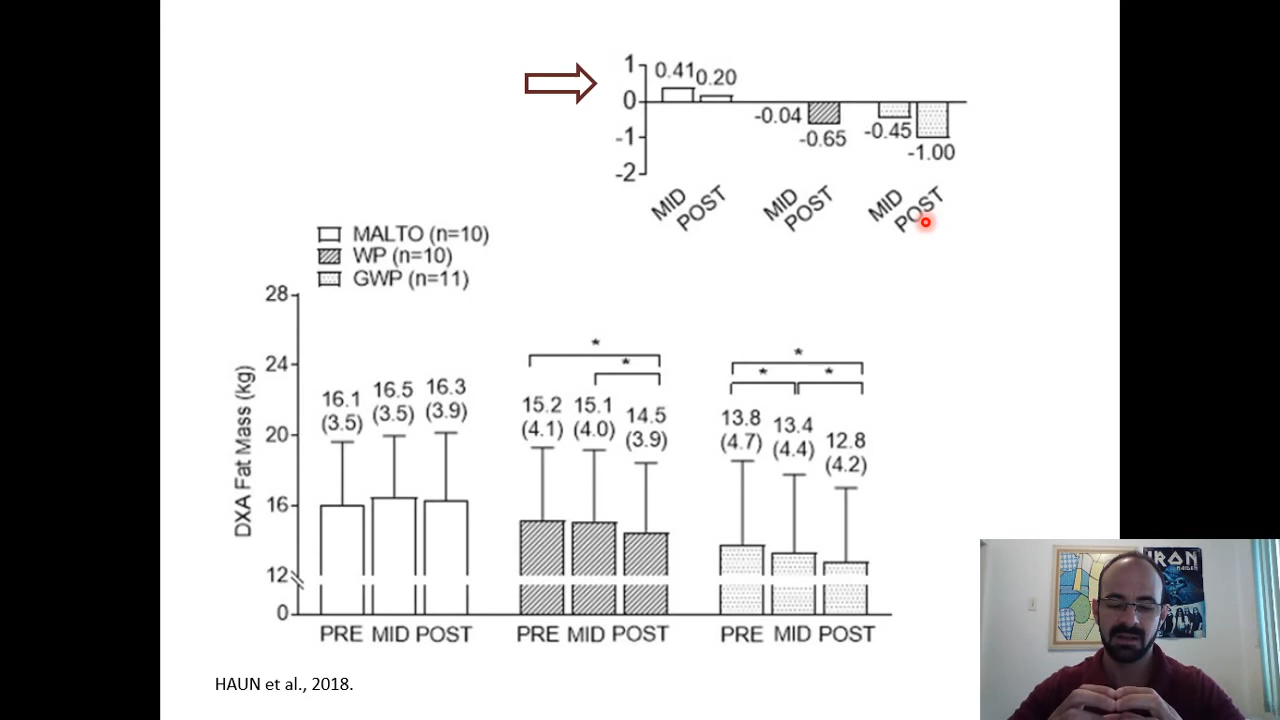 1
0.41 0.20
0
-0.04
-0.45
-1
-0.65
-1.00
-2
MID POST
MID POST
MID POST
MALTO (n=10)
WP (n=10)
GWP (n=11)
DXA Fat Mass (kg)
28
24
20
16
12
0
16.1
(3.5)
16.5
(3.5)
16.3
(3.9)
*
*
15.2
(4.1)
15.1
(4.0)
14.5
(3.9)
*
* *
13.8
(4.7)
13.4
(4.4)
12.8
(4.2)
PRE MID POST
PRE MID POST
PRE MID POST
HAUN et al., 2018.
IRON
MAIDEN